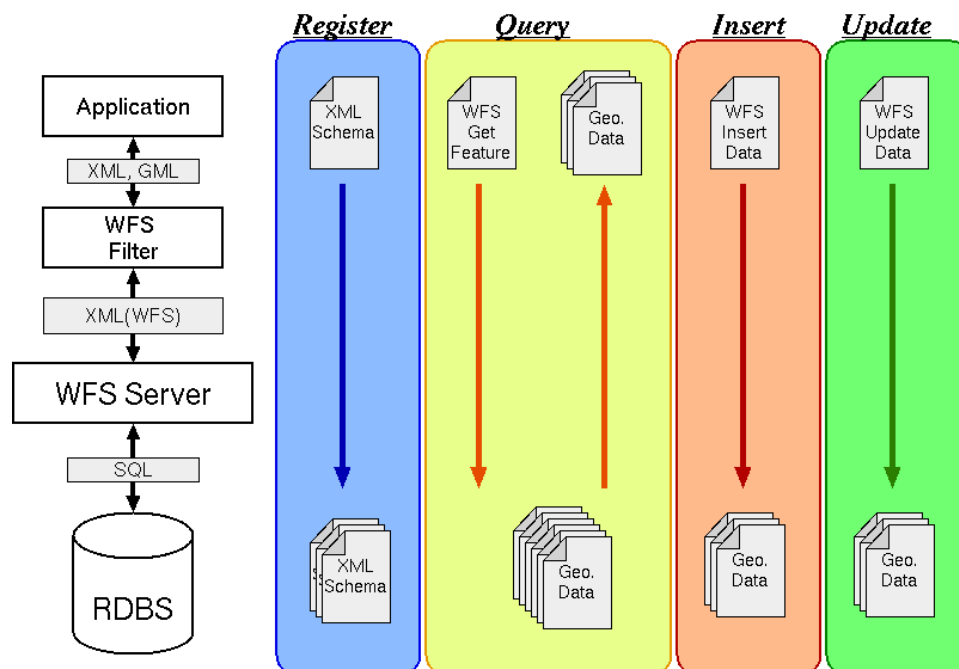 Register
Query
Insert
Update
Application
XML, GML
WFS
Filter
XML(WFS)
WFS Server
SQL
RDBS
XML
Schema
XML
Schema
WFS
Get
Feature
Geo.
Data
Geo.
Data
WFS
Insert
Data
Geo.
Data
WFS
Update
Data
Geo.
Data